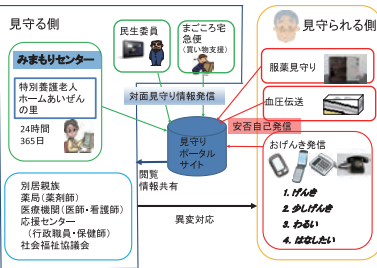 見守る側
みまもりセンター
特別養護老人
ホームあいぜん
の里
24時間
365日
民生委員
まごころ宅
急便
(買い物支援)
対面見守り情報発信
見守り
ポータル
サイト
閲覧
情報共有
別居親族
薬局(薬剤師)
医療機関(医師・看護師)
応援センター
(行政職員・保健師)
社会福祉協議会
異変対応
見守られる側
服薬見守り
血圧伝送
安否自己発信
おげんき発信
1. げんき
2. 少しげんき
3. わるい
4. はなしたい